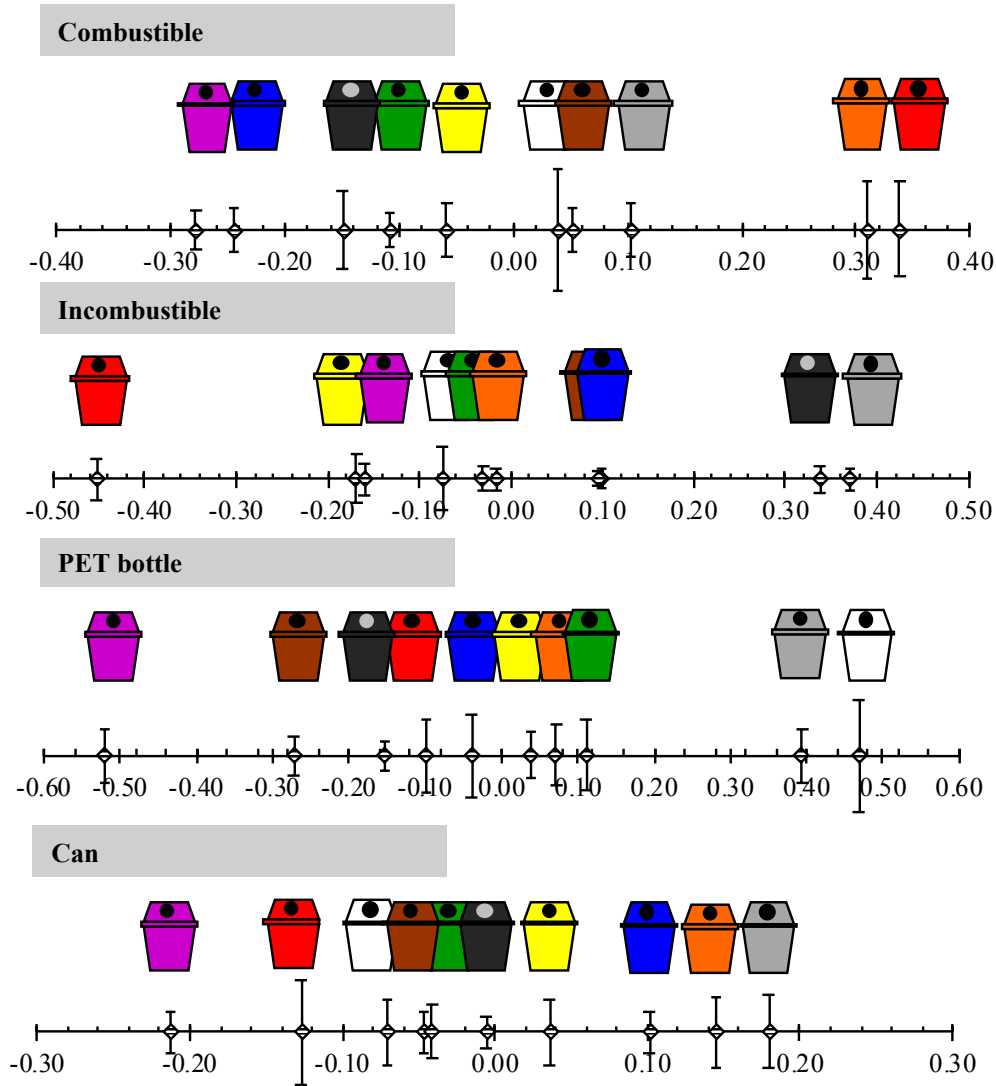 Combustible
-0.40 -0.30 -0.20 -0.10 0.00 0.10 0.20 0.30 0.40
Incombustible
-0.50 -0.40 -0.30 -0.20 -0.10 0.00 0.10 0.20 0.30 0.40 0.50
PET bottle
-0.60 -0.50 -0.40 -0.30 -0.20 -0.10 0.00 0.10 0.20 0.30 0.40 0.50 0.60
Can
-0.30 -0.20 -0.10 0.00 0.10 0.20 0.30